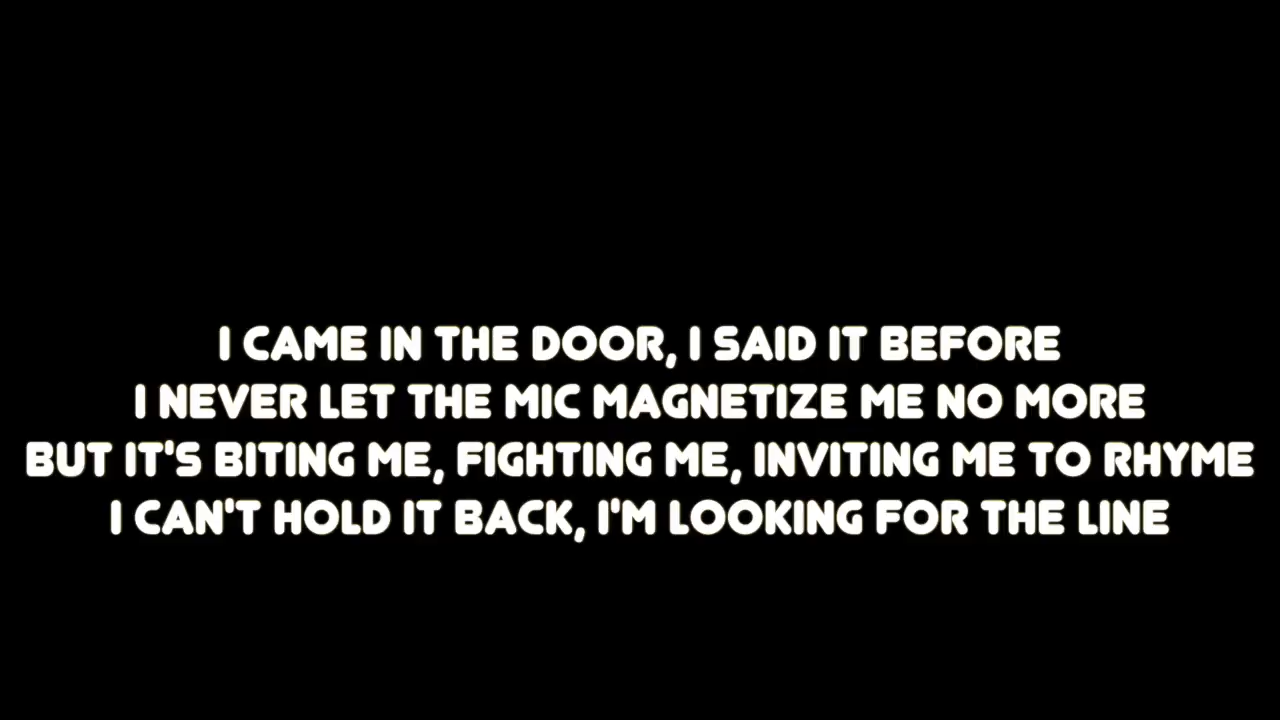 I CAME IN THE DOOR, I SAID IT BEFORE
I NEVER LET THE MIC MAGNETIZE ME NO MORE
BUT IT'S BITING ME, FIGHTING ME, INVITING ME TO RHYME
I CAN'T HOLD IT BACK, I'M LOOKING FOR THE LINE